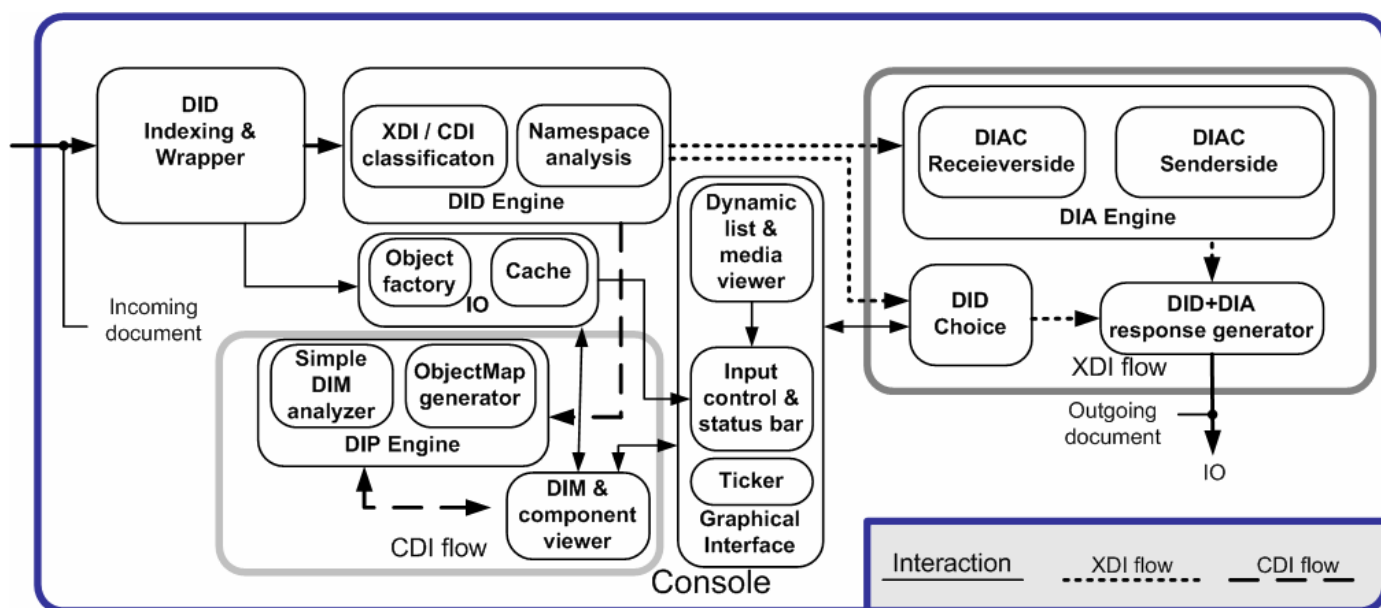 DID
Indexing &
Wrapper
XDI / CDI
classificaton
Namespace
analysis
DID Engine
Object
factory
Cache
IO
Incoming
document
Simple
DIM
analyzer
ObjectMap
generator
DIP Engine
DIM &
component
viewer
CDI flow
Dynamic
list &
media
viewer
Input
control &
status bar
Ticker
Graphical
Interface
Console
DIAC
Receieverside
DIAC
Senderside
DIA Engine
DID
Choice
DID+DIA
response generator
XDI flow
Outgoing
document
IO
Interaction
XDI flow
CDI flow